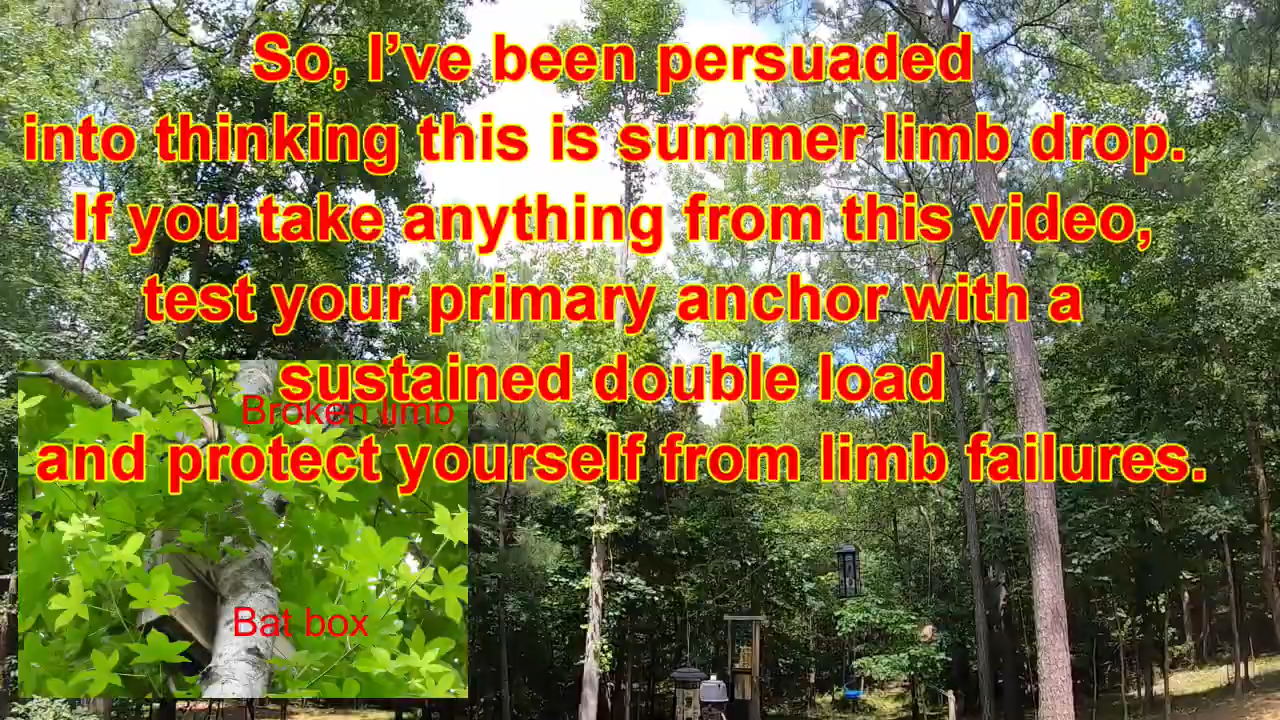 So, I’ve been persuaded
into thinking this is summer limb drop.
If you take anything from this video,
test your primary anchor with a
sustained double load
Broken limb
and protect yourself from limb failures.
Bat box